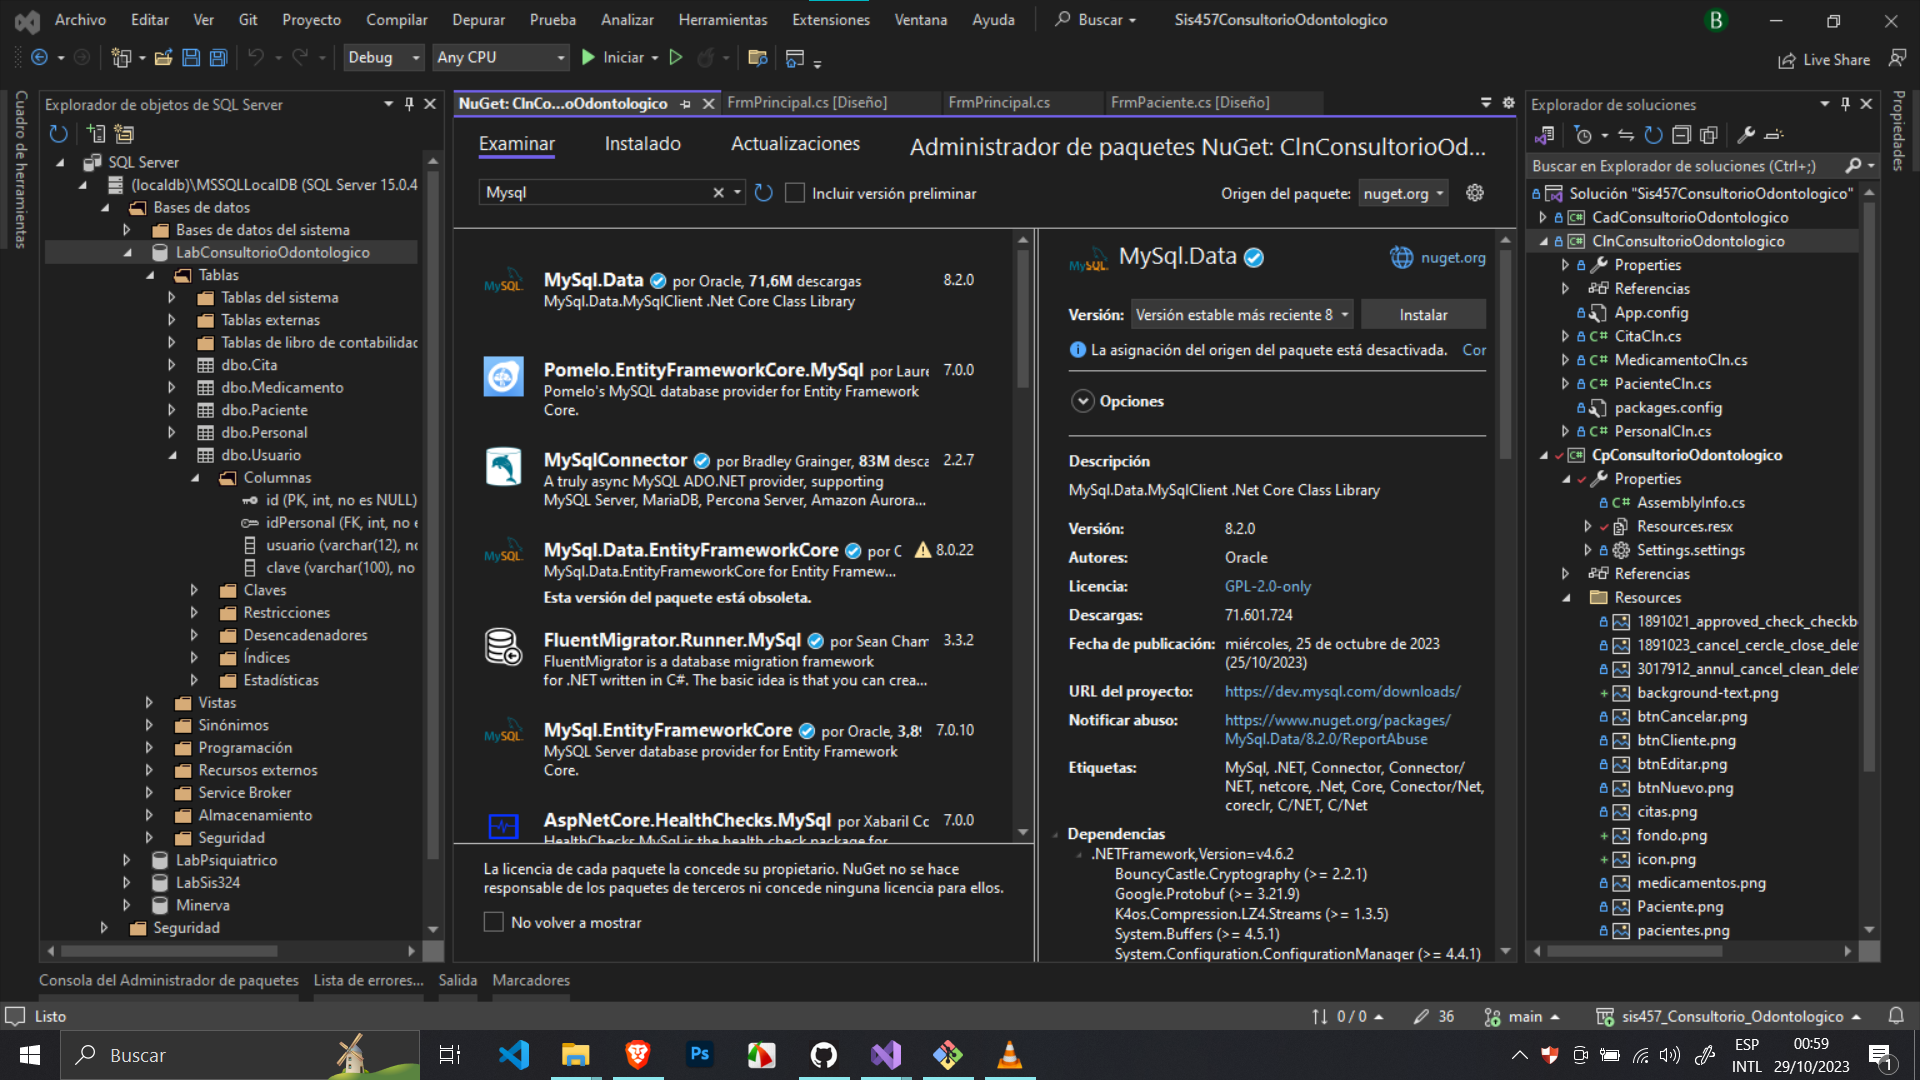 Archivo Editar Ver Git Proyecto Compilar Depurar Prueba Analizar Herramientas Extensiones Ventana Ayuda Buscar Sis457ConsultorioOdontologico B
Debug Any CPU Iniciar Live Share
Cuadro de herramientas
Explorador de objetos de SQL Server
SQL Server
(localdb)\MSSQLLocalDB (SQL Server 15.0.4
Bases de datos
Bases de datos del sistema
LabConsultorioOdontologico
Tablas
Tablas del sistema
Tablas externas
Tablas de libro de contabilidad
dbo.Cita
dbo.Medicamento
dbo.Paciente
dbo.Personal
dbo.Usuario
Columnas
id (PK, int, no es NULL)
idPersonal (FK, int, no e
usuario (varchar(12), no
clave (varchar(100), no
Claves
Restricciones
Desencadenadores
Índices
Estadísticas
Vistas
Sinónimos
Programación
Recursos externos
Service Broker
Almacenamiento
Seguridad
LabPsiquiatrico
LabSis324
Minerva
Seguridad
NuGet: ClnCo...oOdontologico FrmPrincipal.cs [Diseño] FrmPrincipal.cs FrmPaciente.cs [Diseño]
Examinar Instalado Actualizaciones Administrador de paquetes NuGet: ClnConsultorioOd...
Mysql Incluir versión preliminar Origen del paquete: nuget.org
MySql.Data por Oracle, 71,6M descargas 8.2.0
MySql.Data.MySqlClient .Net Core Class Library
Pomelo.EntityFrameworkCore.MySql por Laure 7.0.0
Pomelo's MySQL database provider for Entity Framework
Core.
MySqlConnector por Bradley Grainger, 83M desca 2.2.7
A truly async MySQL ADO.NET provider, supporting
MySQL Server, MariaDB, Percona Server, Amazon Aurora...
MySql.Data.EntityFrameworkCore por O 8.0.22
MySql.Data.EntityFrameworkCore for Entity Framew...
Esta versión del paquete está obsoleta.
FluentMigrator.Runner.MySql por Sean Cham 3.3.2
FluentMigrator is a database migration framework
for .NET written in C#. The basic idea is that you can crea...
MySql.EntityFrameworkCore por Oracle, 3,89 7.0.10
MySQL Server database provider for Entity Framework
Core.
AspNetCore.HealthChecks.MySql por Xabaril Co 7.0.0
HealthChecks.MySql is the health check package for
La licencia de cada paquete la concede su propietario. NuGet no se hace
responsable de los paquetes de terceros ni concede ninguna licencia para ellos.
No volver a mostrar
MySql.Data nuget.org
Versión: Versión estable más reciente 8 Instalar
La asignación del origen del paquete está desactivada. Cor
Opciones
Descripción
MySql.Data.MySqlClient .Net Core Class Library
Versión: 8.2.0
Autores: Oracle
Licencia: GPL-2.0-only
Descargas: 71.601.724
Fecha de publicación: miércoles, 25 de octubre de 2023
(25/10/2023)
URL del proyecto: https://dev.mysql.com/downloads/
Notificar abuso: https://www.nuget.org/packages/
MySql.Data/8.2.0/ReportAbuse
Etiquetas: MySql, .NET, Connector, Connector/
NET, netcore, .Net, Core, Conector/Net,
coreclr, C/NET, C/Net
Dependencias
.NETFramework,Version=v4.6.2
BouncyCastle.Cryptography (>= 2.2.1)
Google.Protobuf (>= 3.21.9)
K4os.Compression.LZ4.Streams (>= 1.3.5)
System.Buffers (>= 4.5.1)
System.Configuration.ConfigurationManager (>= 4.4.1)
Explorador de soluciones
Buscar en Explorador de soluciones (Ctrl+;)
Solución "Sis457ConsultorioOdontologico"
CadConsultorioOdontologico
ClnConsultorioOdontologico
Properties
Referencias
App.config
CitaCln.cs
MedicamentoCln.cs
PacienteCln.cs
packages.config
PersonalCln.cs
CpConsultorioOdontologico
Properties
AssemblyInfo.cs
Resources.resx
Settings.settings
Referencias
Resources
1891021_approved_check_checkb
1891023_cancel_cercle_close_dele
3017912_annul_cancel_clean_dele
background-text.png
btnCancelar.png
btnCliente.png
btnEditar.png
btnNuevo.png
citas.png
fondo.png
icon.png
medicamentos.png
Paciente.png
pacientes.png
Propiedades
Consola del Administrador de paquetes Lista de errores... Salida Marcadores
Listo 0 / 0 36 main sis457_Consultorio_Odontologico
Buscar Ps ESP INTL 00:59 29/10/2023 1